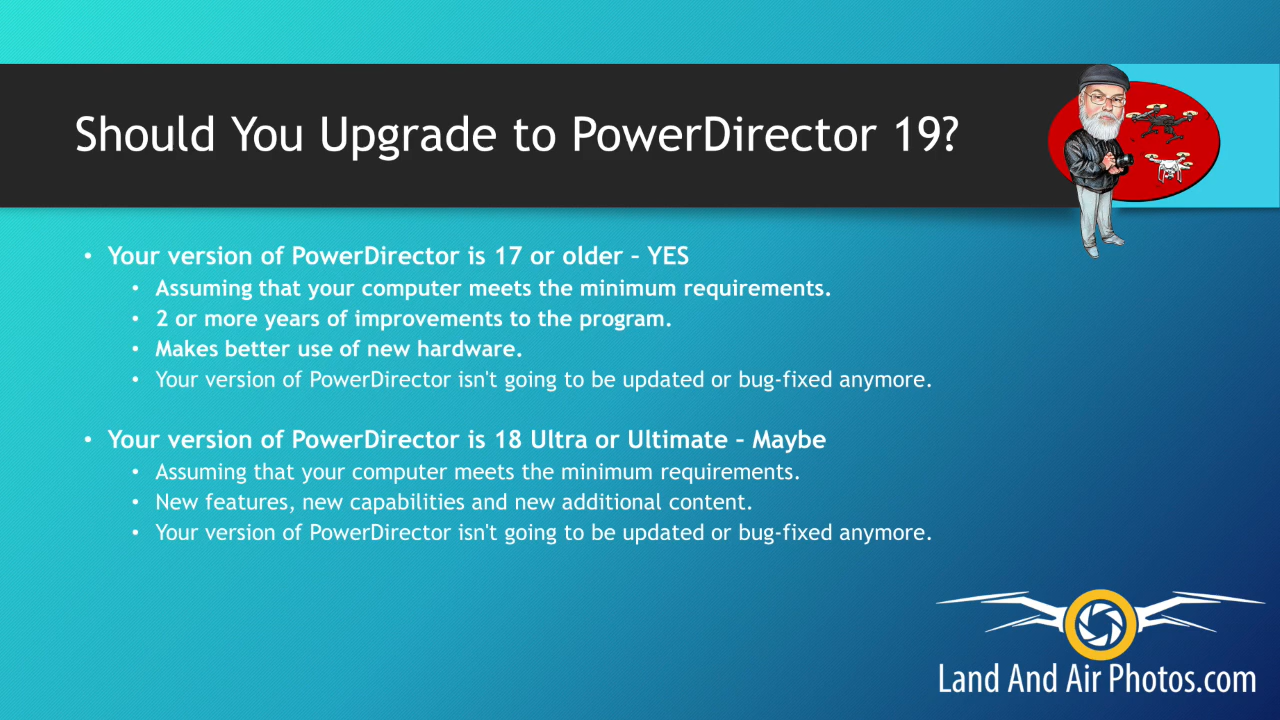 Should You Upgrade to PowerDirector 19?
• Your version of PowerDirector is 17 or older – YES
• Assuming that your computer meets the minimum requirements.
• 2 or more years of improvements to the program.
• Makes better use of new hardware.
• Your version of PowerDirector isn't going to be updated or bug-fixed anymore.
• Your version of PowerDirector is 18 Ultra or Ultimate – Maybe
• Assuming that your computer meets the minimum requirements.
• New features, new capabilities and new additional content.
• Your version of PowerDirector isn't going to be updated or bug-fixed anymore.
Land And Air Photos.com